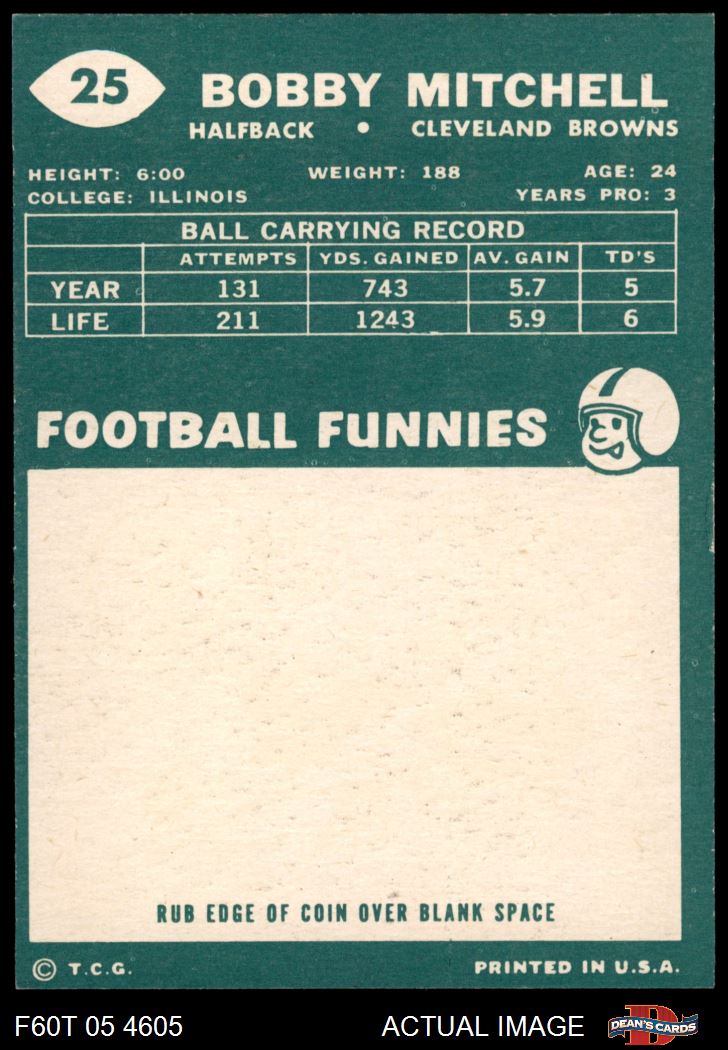 25
BOBBY MITCHELL
HALFBACK • CLEVELAND BROWNS
HEIGHT: 6:00 WEIGHT: 188 AGE: 24
COLLEGE: ILLINOIS YEARS PRO: 3
BALL CARRYING RECORD
ATTEMPTS YDS. GAINED AV. GAIN TD'S
YEAR 131 743 5.7 5
LIFE 211 1243 5.9 6
FOOTBALL FUNNIES
RUB EDGE OF COIN OVER BLANK SPACE
© T.C.G. PRINTED IN U.S.A.
F60T 05 4605 ACTUAL IMAGE D DEAN'S CARDS